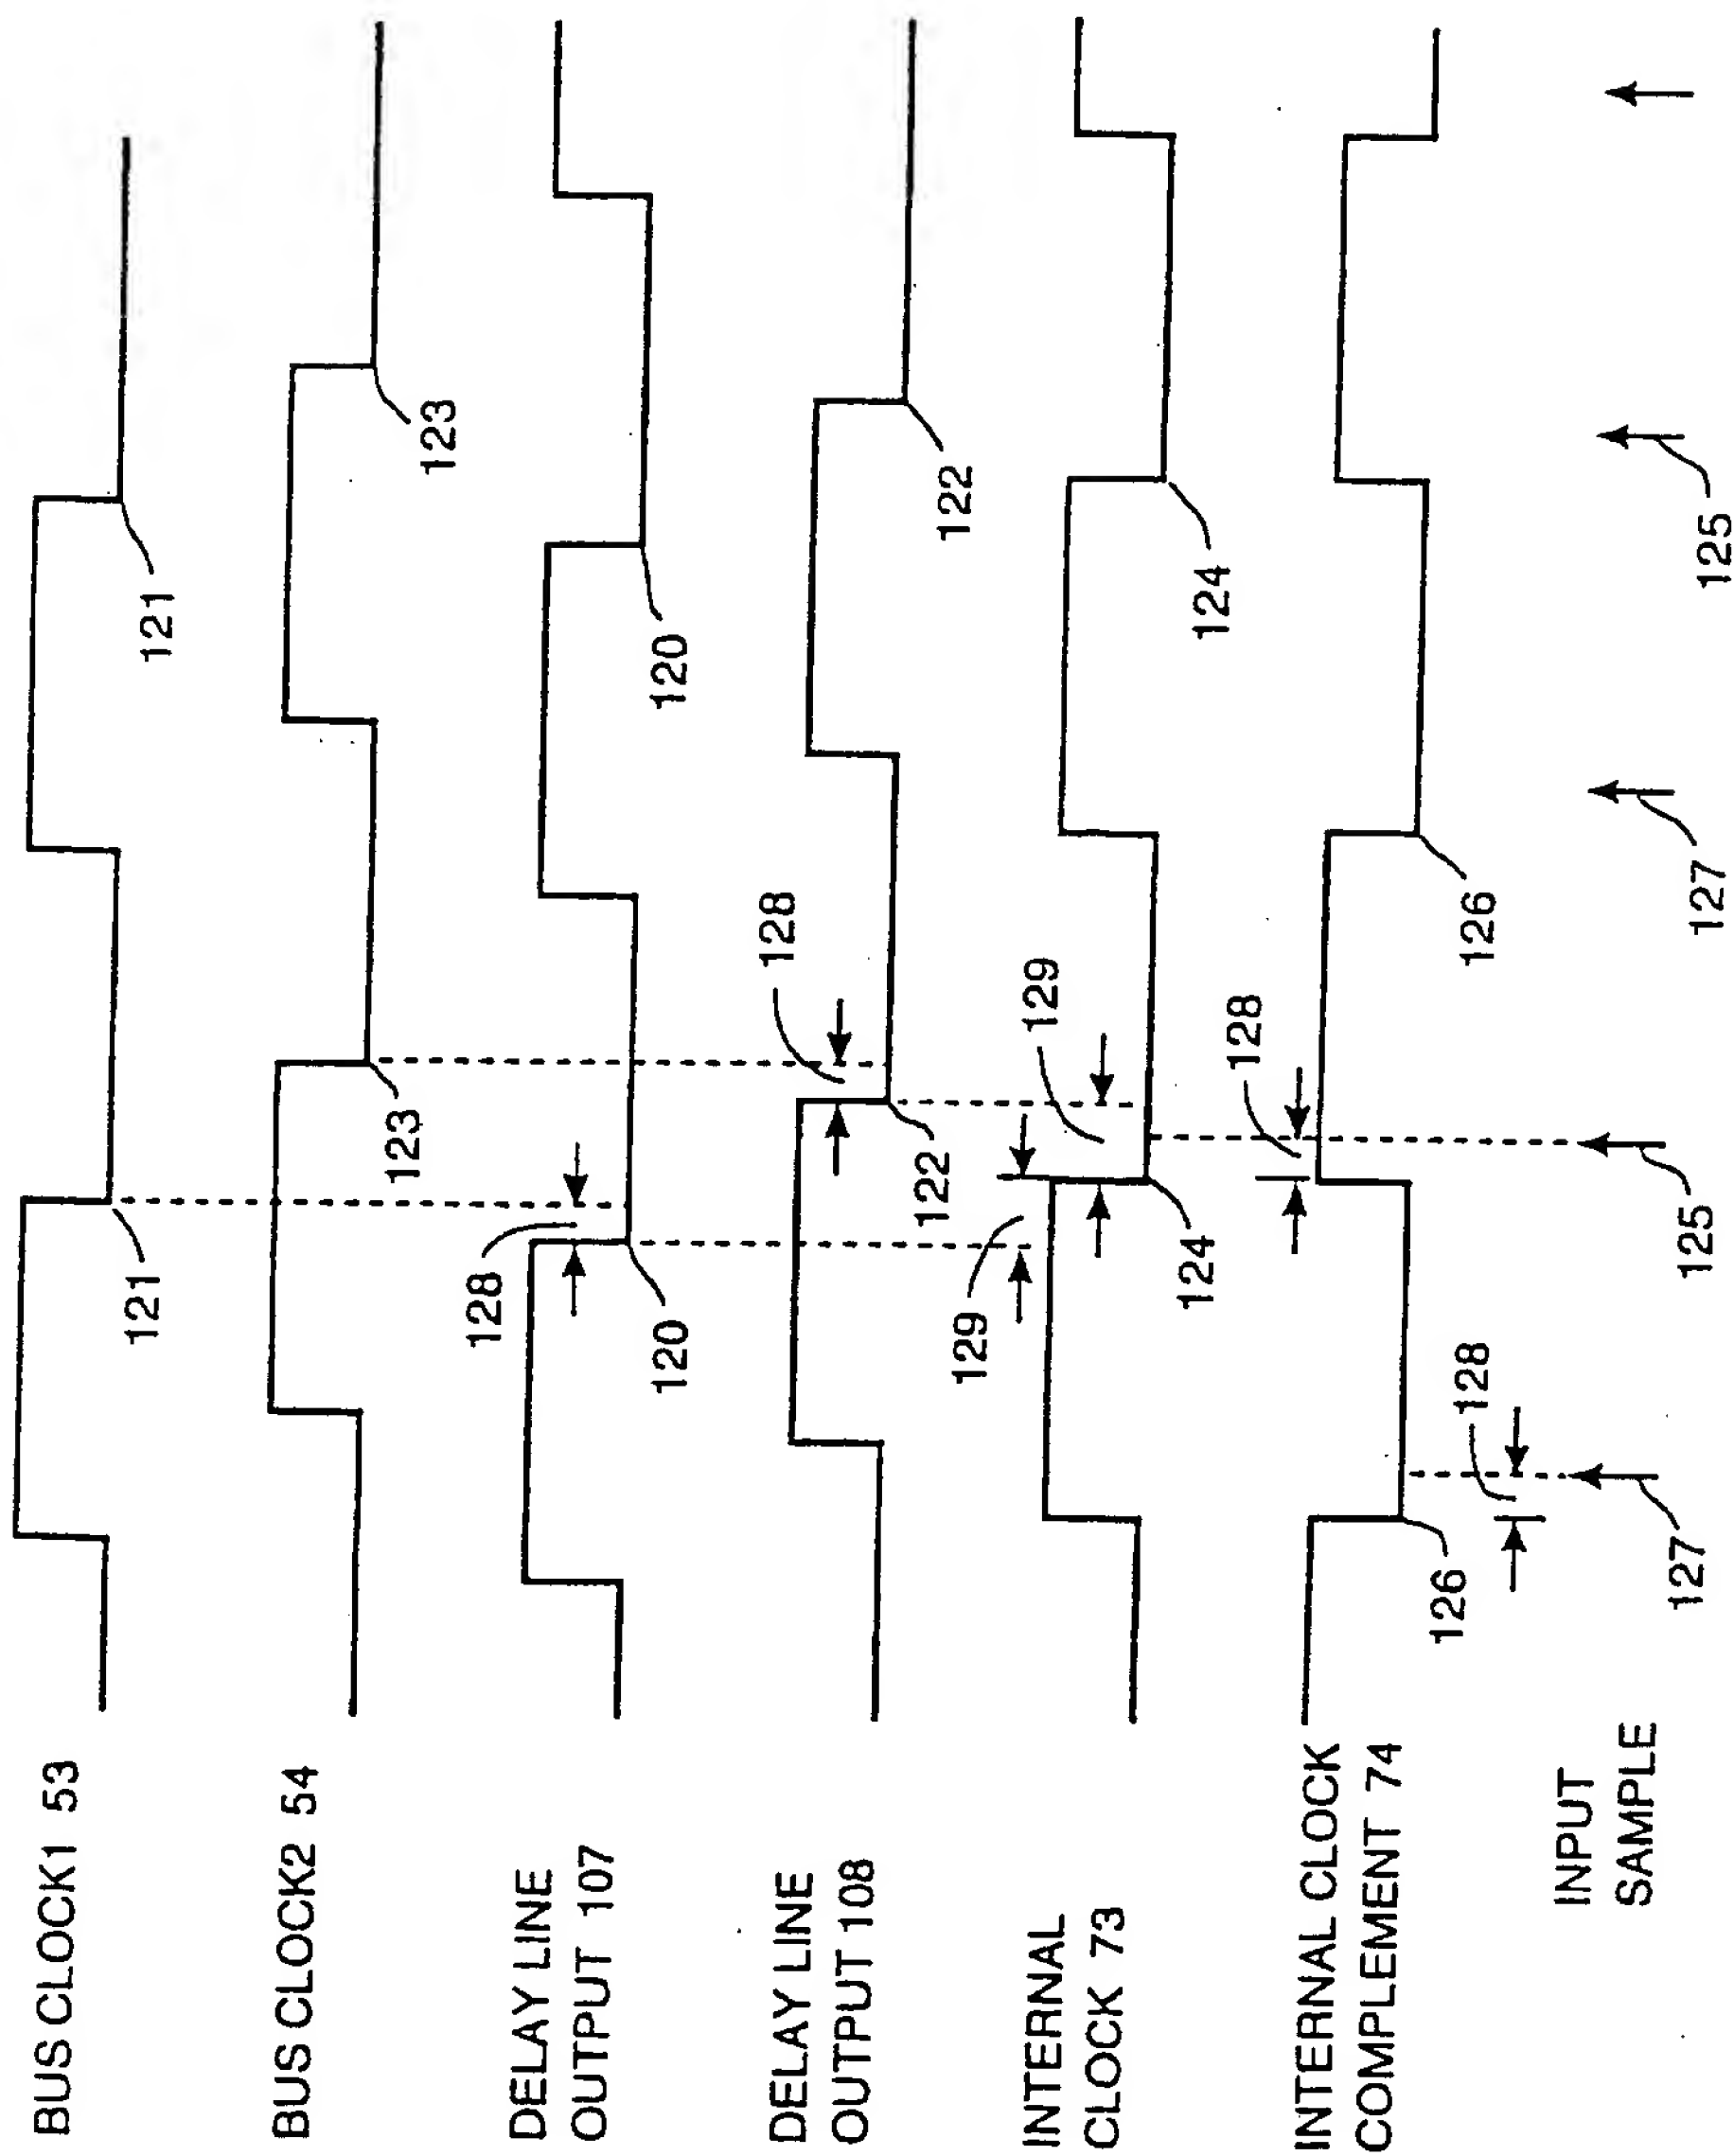 BUS CLOCK1 53
121
121
BUS CLOCK2 54
123
123
DELAY LINE
OUTPUT 107
128
120
120
DELAY LINE
OUTPUT 108
128
122
122
INTERNAL
CLOCK 73
129
129
124
124
INTERNAL CLOCK
COMPLEMENT 74
128
126
128
126
INPUT
SAMPLE
127
125
127
125